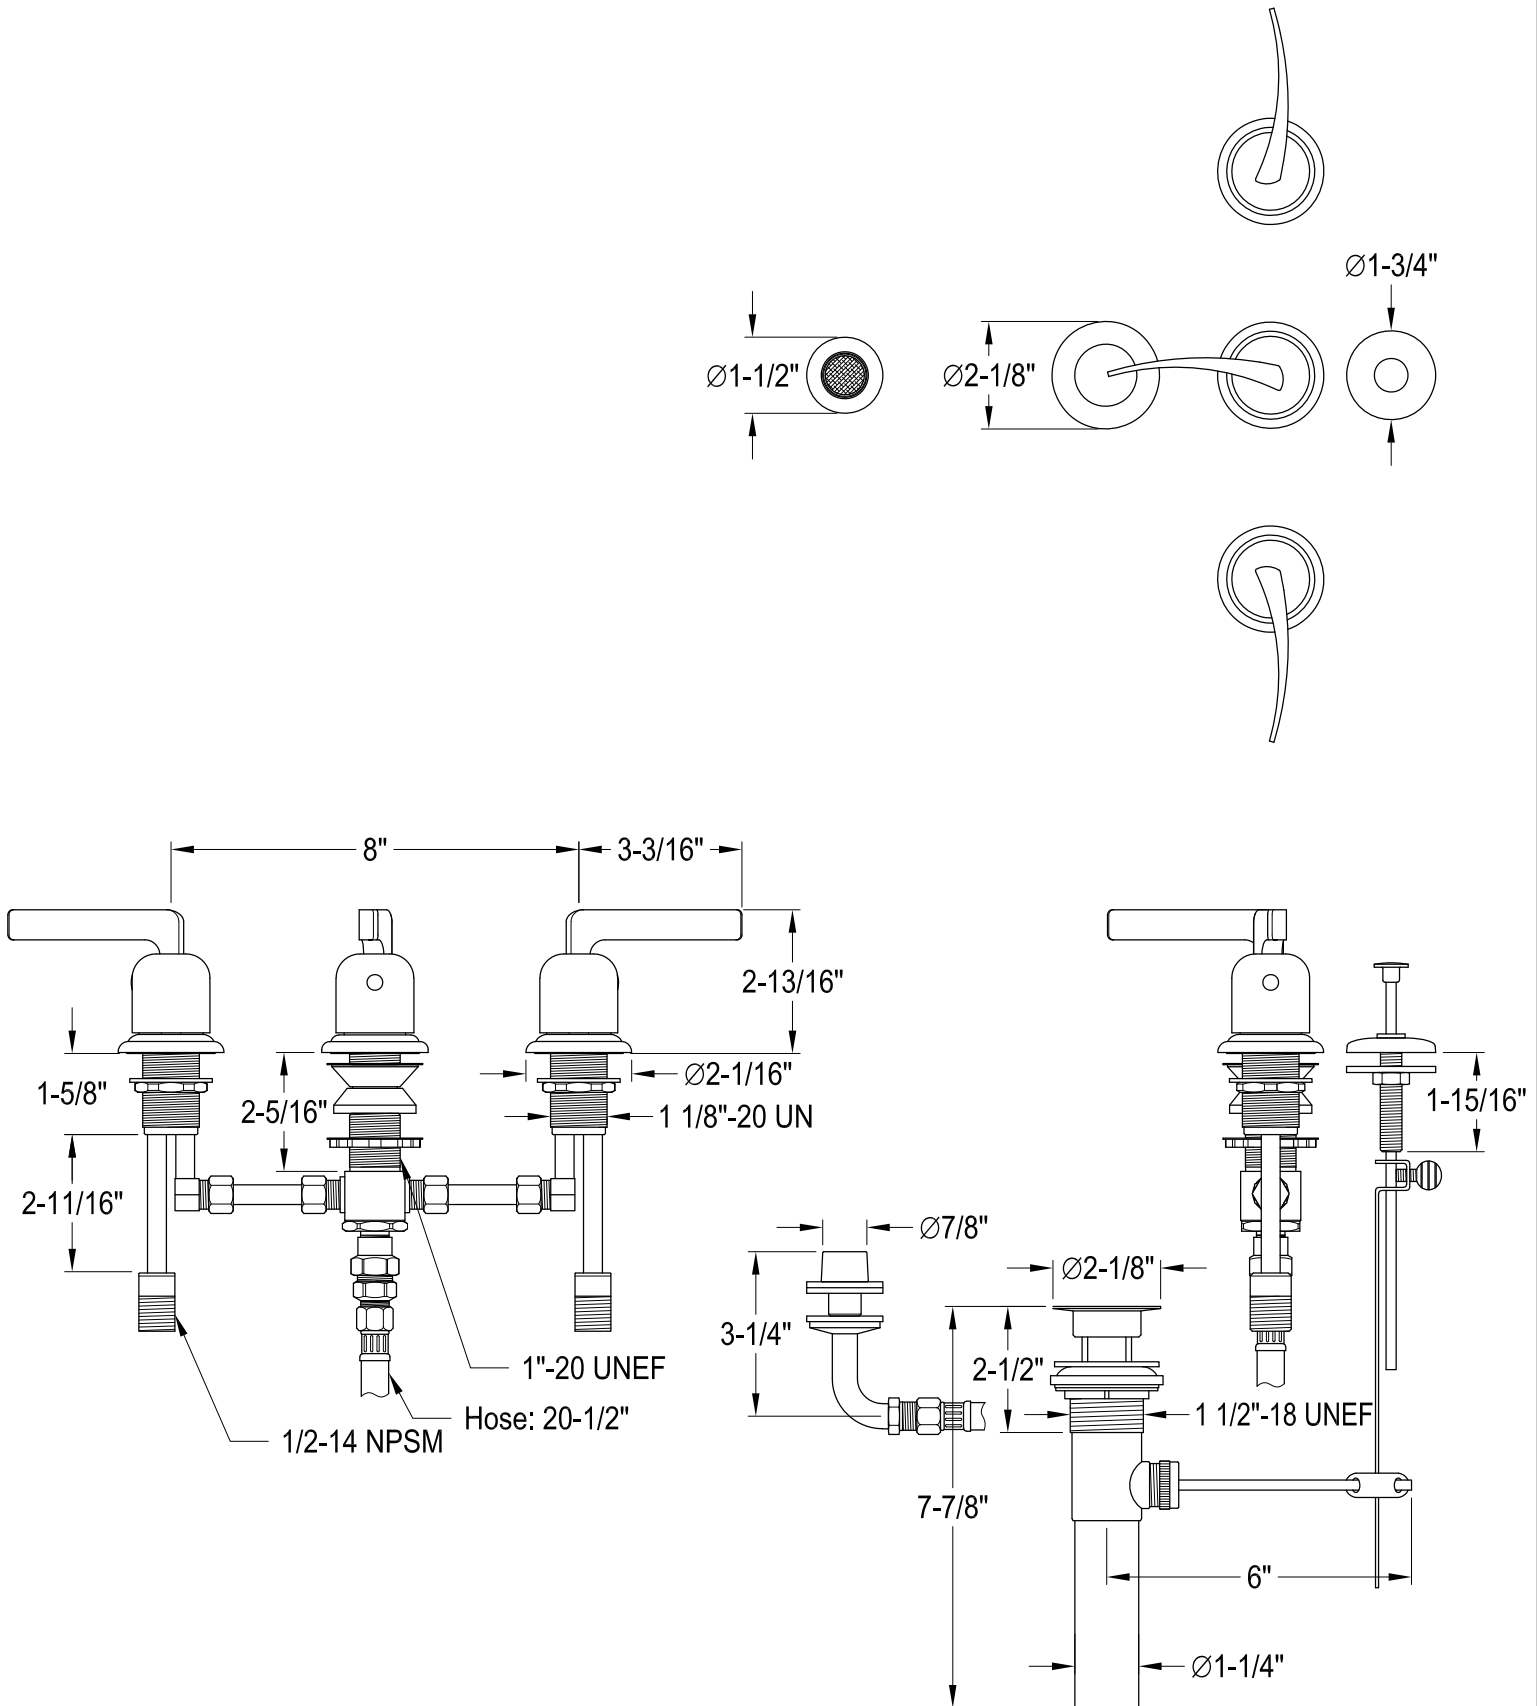 Ø1-3/4"
Ø1-1/2"
Ø2-1/8"
8"
3-3/16"
2-13/16"
1-5/8"
2-5/16"
Ø2-1/16"
1 1/8"-20 UN
1-15/16"
2-11/16"
Ø7/8"
Ø2-1/8"
3-1/4"
2-1/2"
1"-20 UNEF
Hose: 20-1/2"
1 1/2"-18 UNEF
1/2-14 NPSM
7-7/8"
6"
Ø1-1/4"